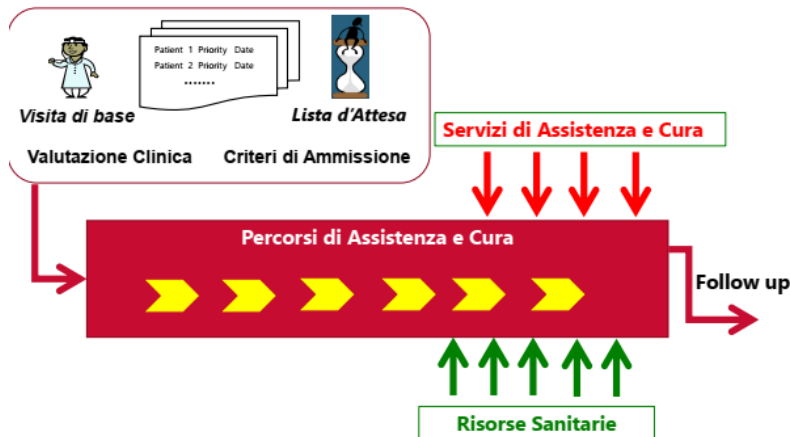 Patient 1 Priority Date
Patient 2 Priority Date
.......
Visita di base
Lista d'Attesa
Valutazione Clinica
Criteri di Ammissione
Servizi di Assistenza e Cura
Percorsi di Assistenza e Cura
Follow up
Risorse Sanitarie